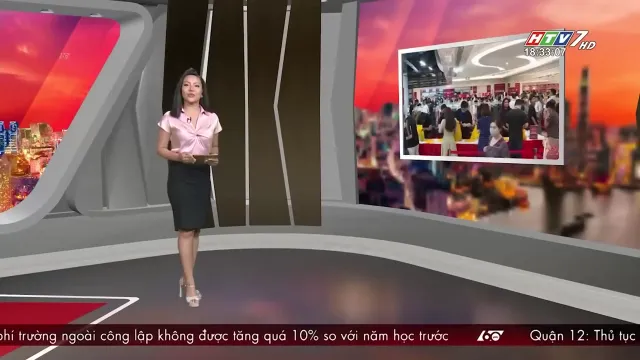 HTV7 HD
18:33:07
phí trường ngoài công lập không được tăng quá 10% so với năm học trước 60 Quận 12: Thủ tục